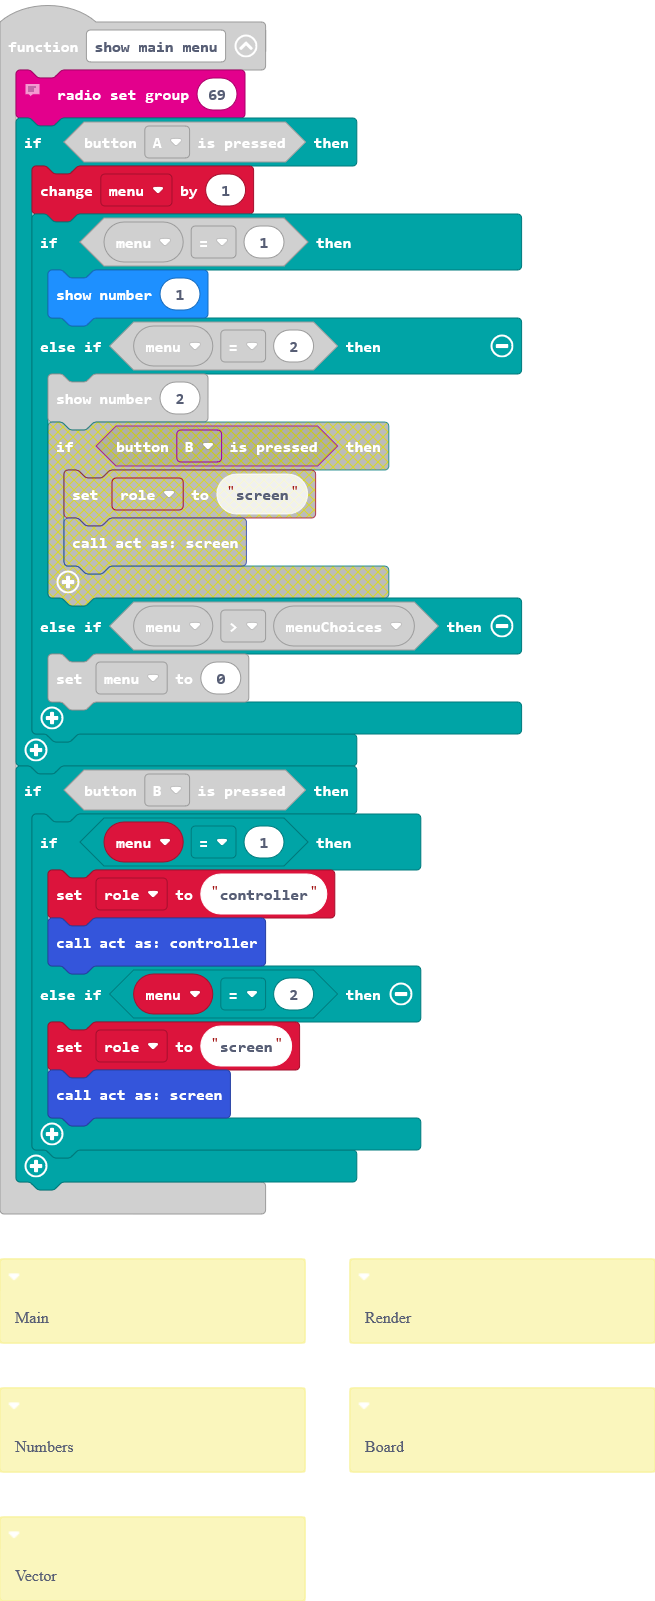 function show main menu
radio set group 69
if button A is pressed then
change menu by 1
if menu = 1 then
show number 1
else if menu = 2 then
show number 2
if button B is pressed then
set role to "screen"
call act as: screen
else if menu > menuChoices then
set menu to 0
if button B is pressed then
if menu = 1 then
set role to "controller"
call act as: controller
else if menu = 2 then
set role to "screen"
call act as: screen
Main
Render
Numbers
Board
Vector